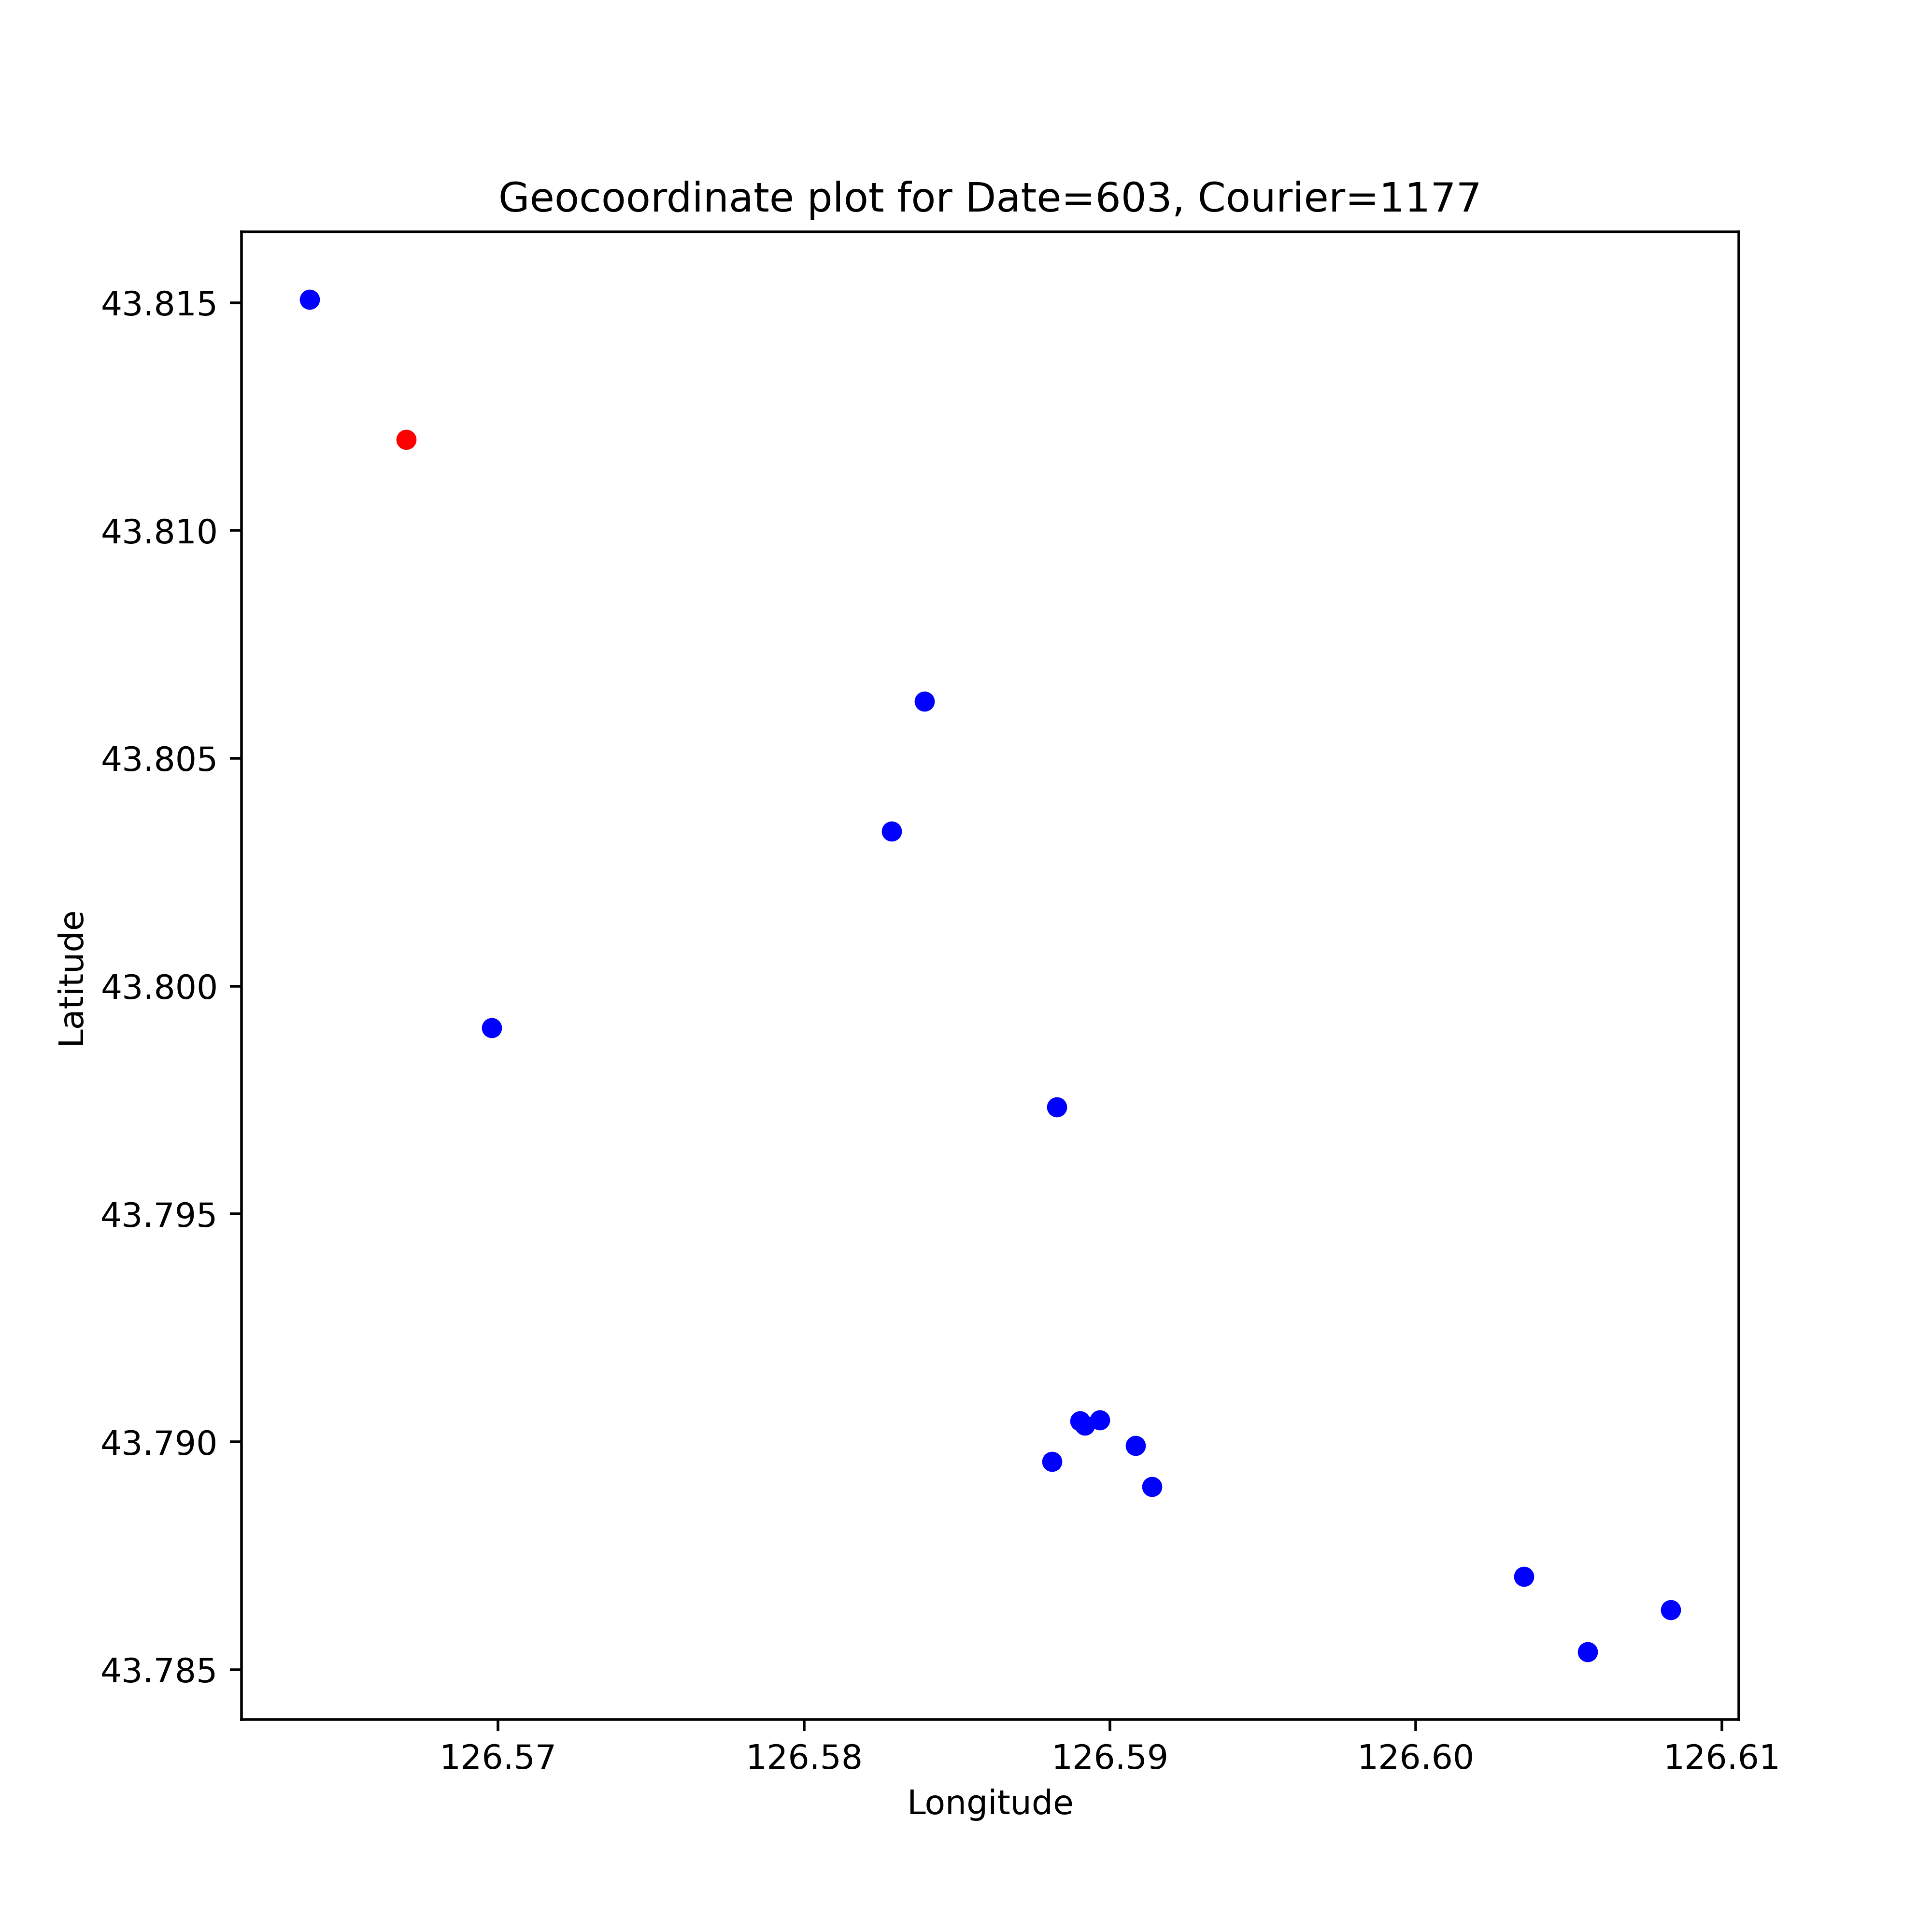 Geocoordinate plot for Date=603, Courier=1177
43.815
43.810
43.805
43.800
43.795
43.790
43.785
Latitude
126.57 126.58 126.59 126.60 126.61
Longitude